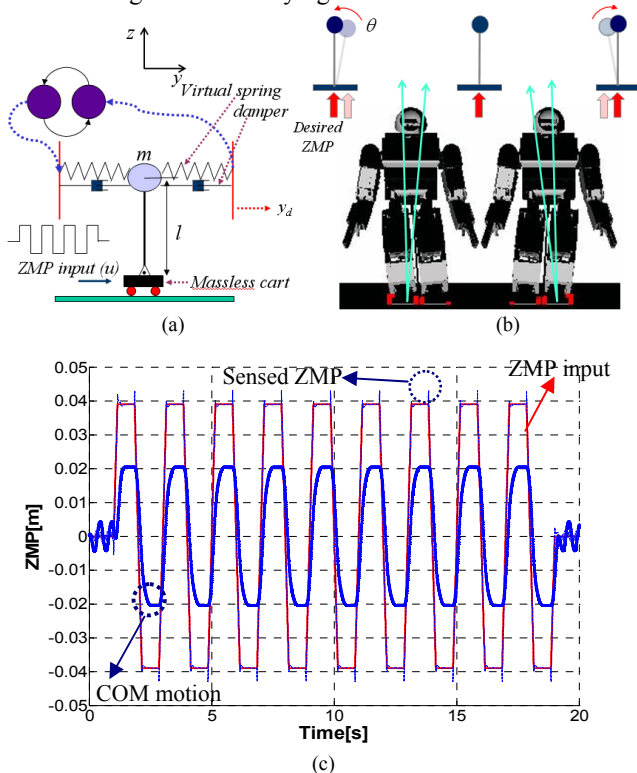 z
y
Virtual spring
damper
m
y_d
l
ZMP input (u)
Massless cart
(a)
θ
Desired
ZMP
(b)
0.05
0.04
0.03
0.02
0.01
0
-0.01
-0.02
-0.03
-0.04
-0.05
ZMP[m]
Sensed ZMP
ZMP input
COM motion
0 5 10 15 20
Time[s]
(c)